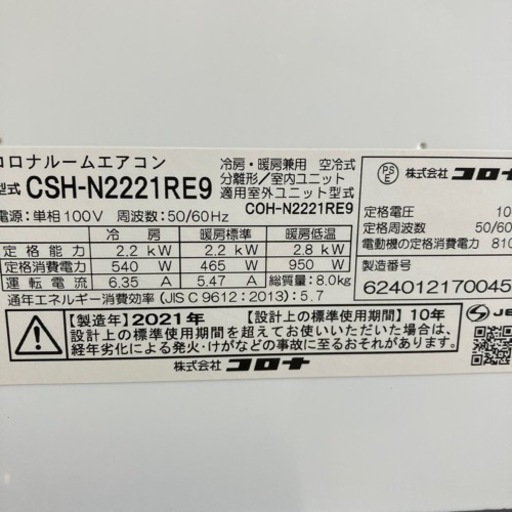 コロナルームエアコン
型式 CSH-N2221RE9
電源：単相100V 周波数：50/60Hz
冷房・暖房兼用 空冷式
分離形／室内ユニット
適用室外ユニット型式
COH-N2221RE9
冷 房 暖房標準 暖房低温
定格能力 2.2 kW 2.2 kW 2.8 kW
定格消費電力 540 W 465 W 950 W
運転電流 6.35 A 5.47 A 総質量：8.0kg
通年エネルギー消費効率（JIS C 9612：2013）：5.7
PS
E
株式会社 コロナ
定格電圧 10
定格周波数 50/60
電動機の定格消費電力 810
製造番号
624012170045
【製造年】2021年 【設計上の標準使用期間】10年
設計上の標準使用期間を超えてお使いいただいた場合は、
経年劣化による発火・けがなどの事故に至るおそれがあります。
株式会社 コロナ
JE